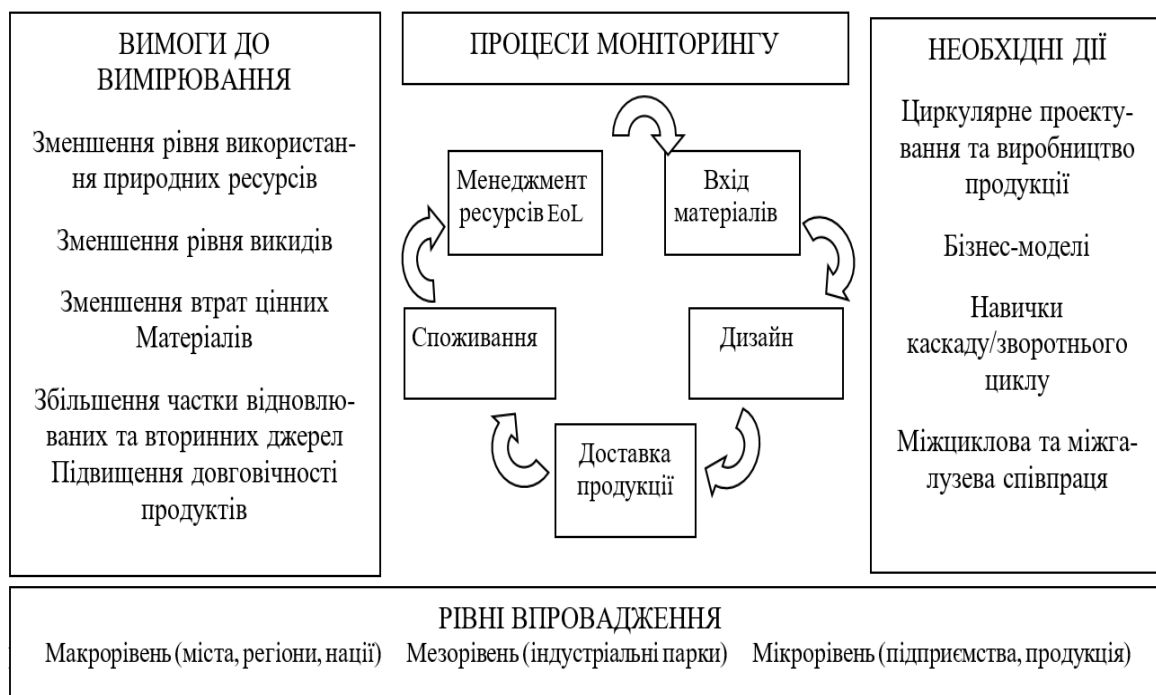 ВИМОГИ ДО
ВИМІРЮВАННЯ
Зменшення рівня використан-
ня природних ресурсів
Зменшення рівня викидів
Зменшення втрат цінних
Матеріалів
Збільшення частки відновлю-
ваних та вторинних джерел
Підвищення довговічності
продуктів
ПРОЦЕСИ МОНІТОРИНГУ
Менеджмент
ресурсів EoL
Вхід
матеріалів
Споживання
Дизайн
Доставка
продукції
НЕОБХІДНІ ДІЇ
Циркулярне проекту-
вання та виробництво
продукції
Бізнес-моделі
Навички
каскаду/зворотнього
циклу
Міжциклова та міжга-
лузева співпраця
РІВНІ ВПРОВАДЖЕННЯ
Макрорівень (міста, регіони, нації) Мезорівень (індустріальні парки) Мікрорівень (підприємства, продукція)